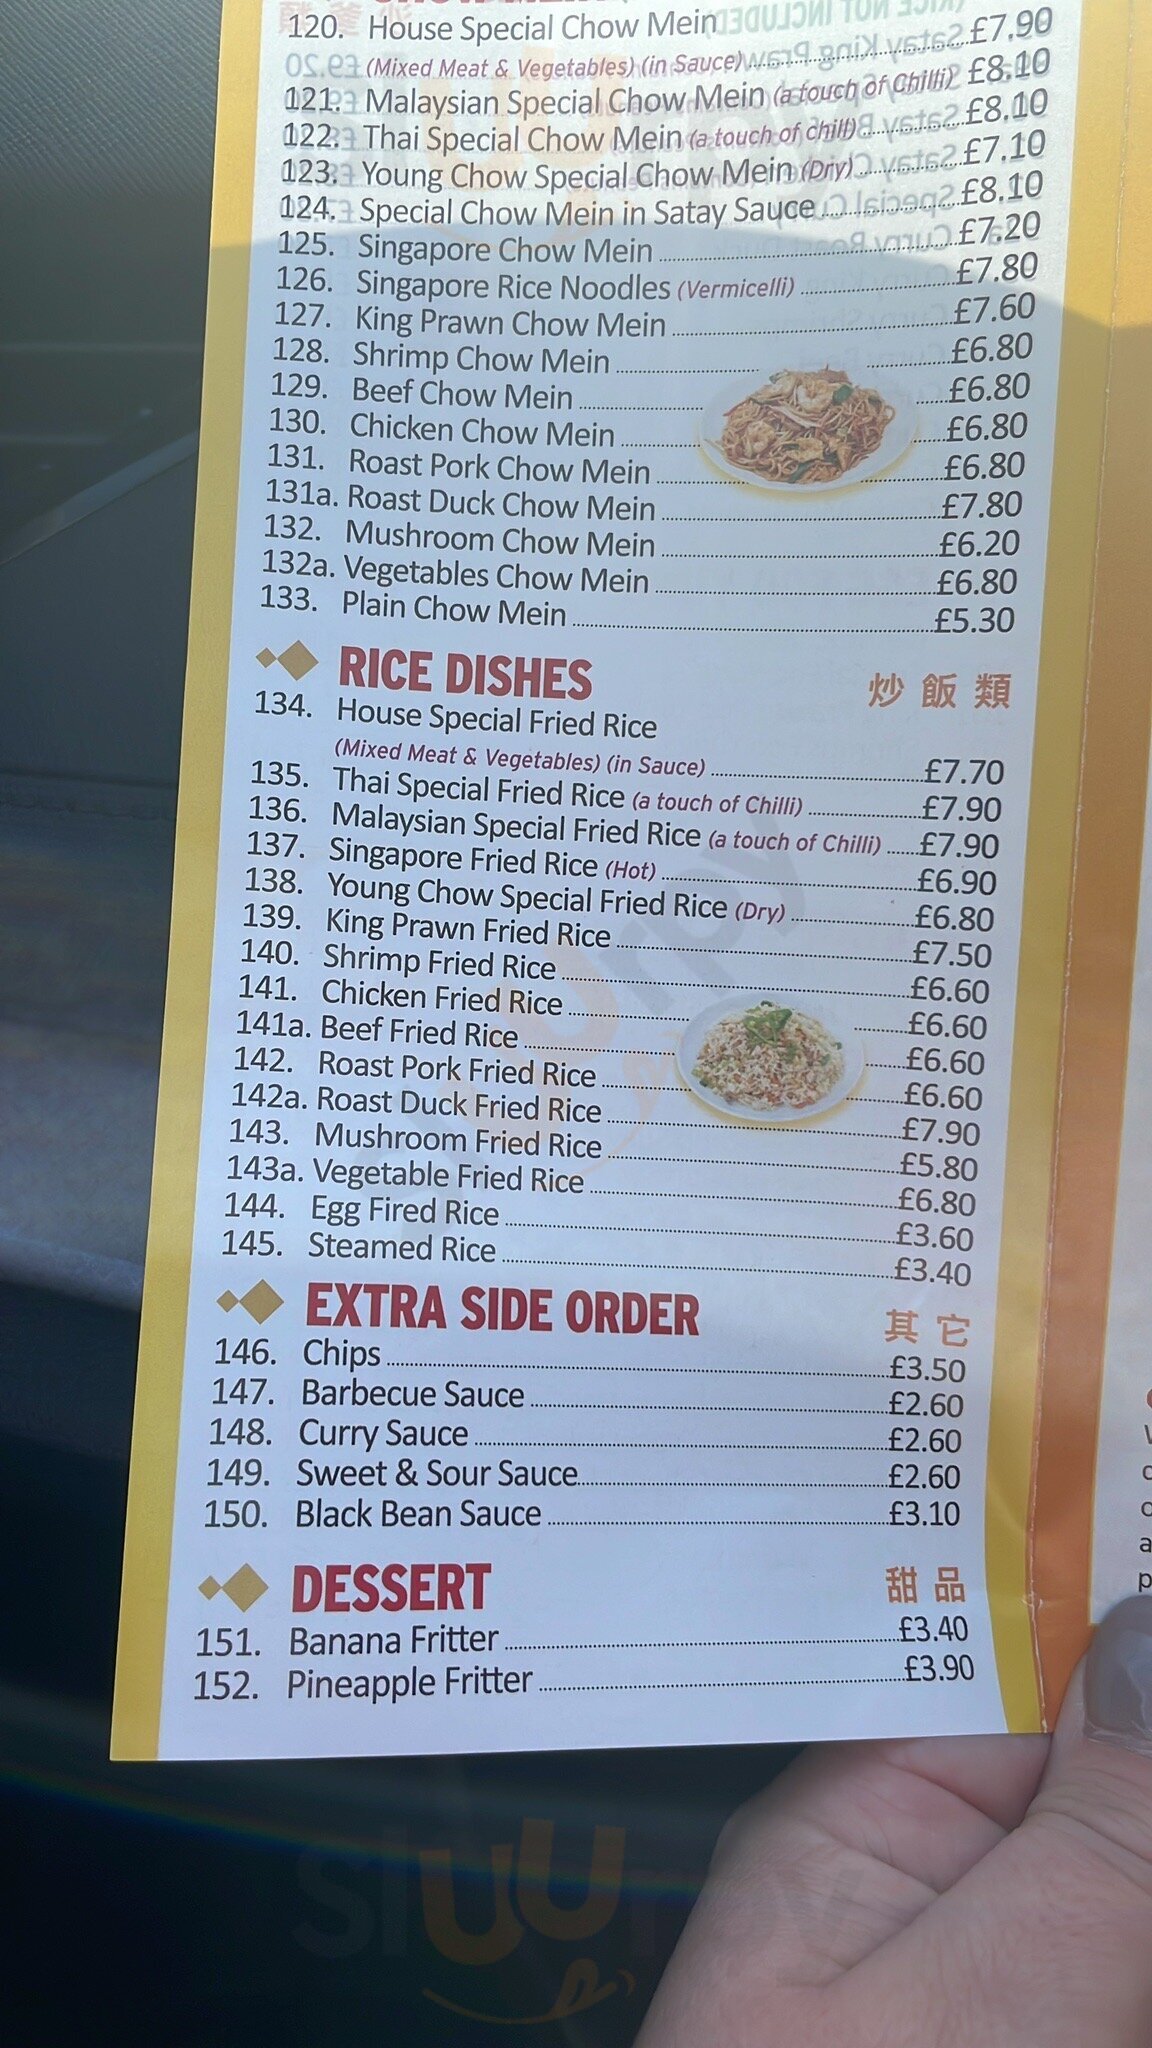 120. House Special Chow Mein
(Mixed Meat & Vegetables) (in Sauce) £7.90
121. Malaysian Special Chow Mein (a touch of Chilli) £8.10
122. Thai Special Chow Mein (a touch of chill) £8.10
123. Young Chow Special Chow Mein (Dry) £7.10
124. Special Chow Mein in Satay Sauce £8.10
125. Singapore Chow Mein £7.20
126. Singapore Rice Noodles (Vermicelli) £7.80
127. King Prawn Chow Mein £7.60
128. Shrimp Chow Mein £6.80
129. Beef Chow Mein £6.80
130. Chicken Chow Mein £6.80
131. Roast Pork Chow Mein £6.80
131a. Roast Duck Chow Mein £7.80
132. Mushroom Chow Mein £6.20
132a. Vegetables Chow Mein £6.80
133. Plain Chow Mein £5.30
RICE DISHES 炒飯類
134. House Special Fried Rice
(Mixed Meat & Vegetables) (in Sauce) £7.70
135. Thai Special Fried Rice (a touch of Chilli) £7.90
136. Malaysian Special Fried Rice (a touch of Chilli) £7.90
137. Singapore Fried Rice (Hot) £6.90
138. Young Chow Special Fried Rice (Dry) £6.80
139. King Prawn Fried Rice £7.50
140. Shrimp Fried Rice £6.60
141. Chicken Fried Rice £6.60
141a. Beef Fried Rice £6.60
142. Roast Pork Fried Rice £6.60
142a. Roast Duck Fried Rice £7.90
143. Mushroom Fried Rice £5.80
143a. Vegetable Fried Rice £6.80
144. Egg Fired Rice £3.60
145. Steamed Rice £3.40
EXTRA SIDE ORDER 其它
146. Chips £3.50
147. Barbecue Sauce £2.60
148. Curry Sauce £2.60
149. Sweet & Sour Sauce £2.60
150. Black Bean Sauce £3.10
DESSERT 甜品
151. Banana Fritter £3.40
152. Pineapple Fritter £3.90